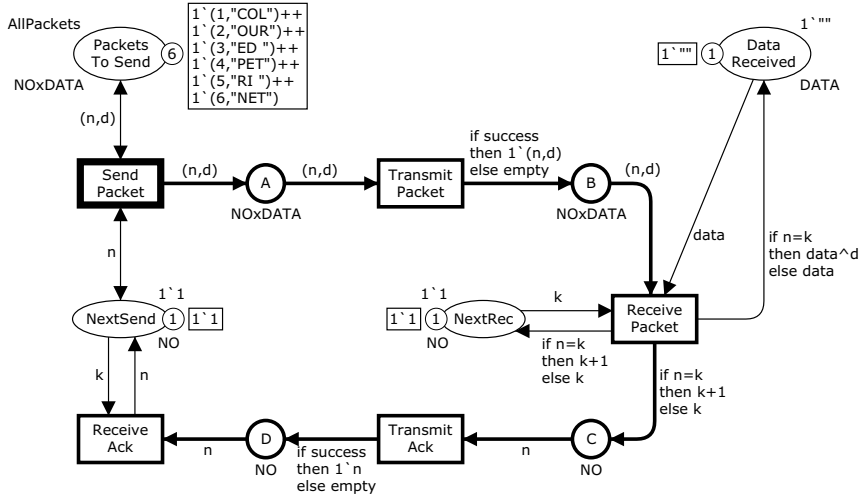 AllPackets
Packets
To Send
6
NOxDATA
1`(1,"COL")++
1`(2,"OUR")++
1`(3,"ED ")++
1`(4,"PET")++
1`(5,"RI ")++
1`(6,"NET")
1`""
1`""
1
Data
Received
DATA
(n,d)
Send
Packet
(n,d)
A
NOxDATA
(n,d)
Transmit
Packet
if success
then 1`(n,d)
else empty
B
NOxDATA
(n,d)
data
if n=k
then data^d
else data
n
1`1
NextSend
1
1`1
NO
1`1
1`1
1
NextRec
NO
k
if n=k
then k+1
else k
Receive
Packet
if n=k
then k+1
else k
k
n
Receive
Ack
n
D
NO
if success
then 1`n
else empty
Transmit
Ack
n
C
NO